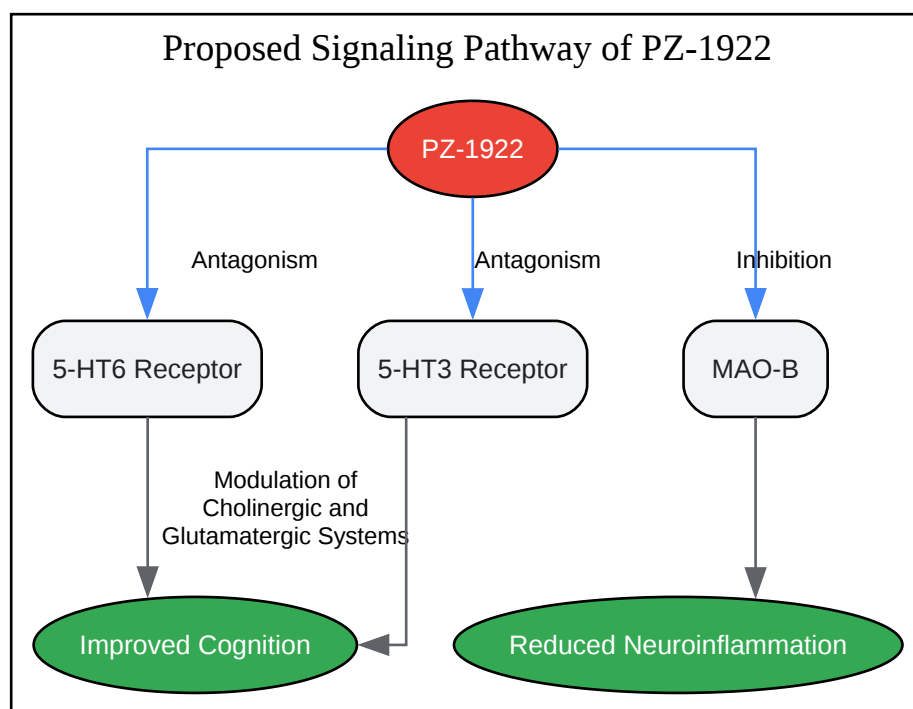 Proposed Signaling Pathway of PZ-1922
PZ-1922
Antagonism
Antagonism
Inhibition
5-HT6 Receptor
5-HT3 Receptor
MAO-B
Modulation of
Cholinergic and
Glutamatergic Systems
Improved Cognition
Reduced Neuroinflammation